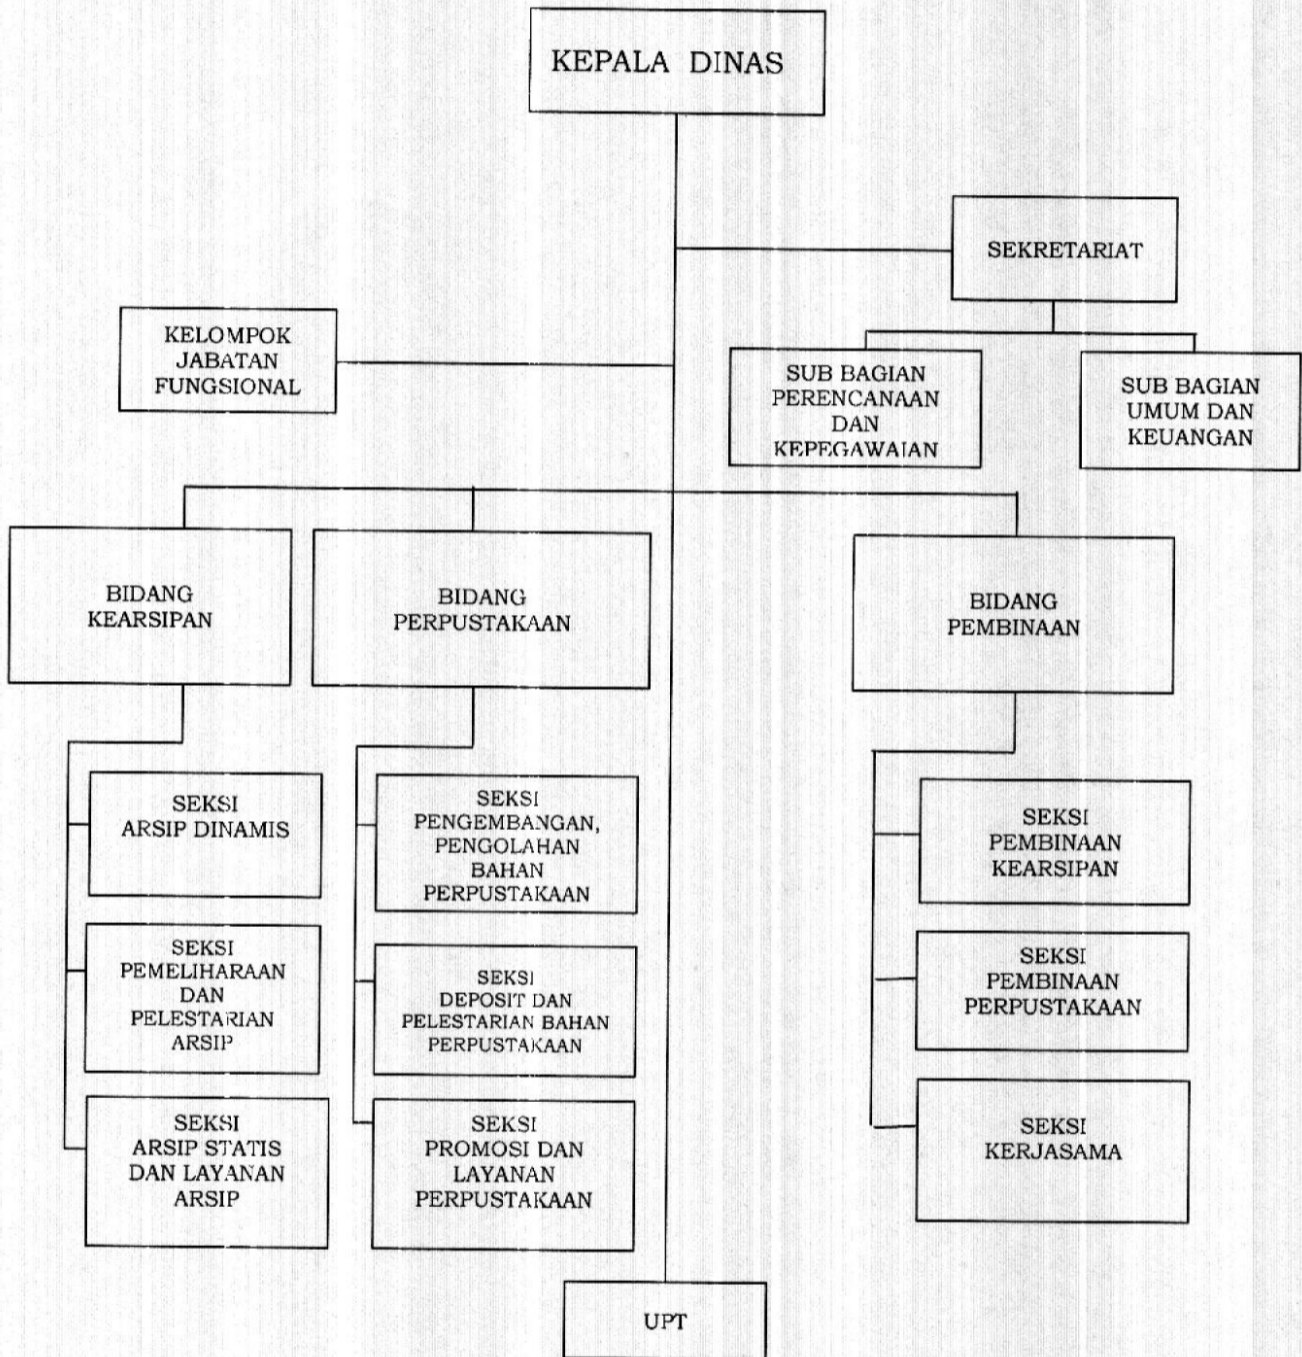 KEPALA DINAS
SEKRETARIAT
KELOMPOK
JABATAN
FUNGSIONAL
SUB BAGIAN
PERENCANAAN
DAN
KEPEGAWAIAN
SUB BAGIAN
UMUM DAN
KEUANGAN
BIDANG
KEARSIPAN
BIDANG
PERPUSTAKAAN
BIDANG
PEMBINAAN
SEKSI
ARSIP DINAMIS
SEKSI
PEMELIHARAAN
DAN
PELESTARIAN
ARSIP
SEKSI
ARSIP STATIS
DAN LAYANAN
ARSIP
SEKSI
PENGEMBANGAN,
PENGOLAHAN
BAHAN
PERPUSTAKAAN
SEKSI
DEPOSIT DAN
PELESTARIAN BAHAN
PERPUSTAKAAN
SEKSI
PROMOSI DAN
LAYANAN
PERPUSTAKAAN
SEKSI
PEMBINAAN
KEARSIPAN
SEKSI
PEMBINAAN
PERPUSTAKAAN
SEKSI
KERJASAMA
UPT